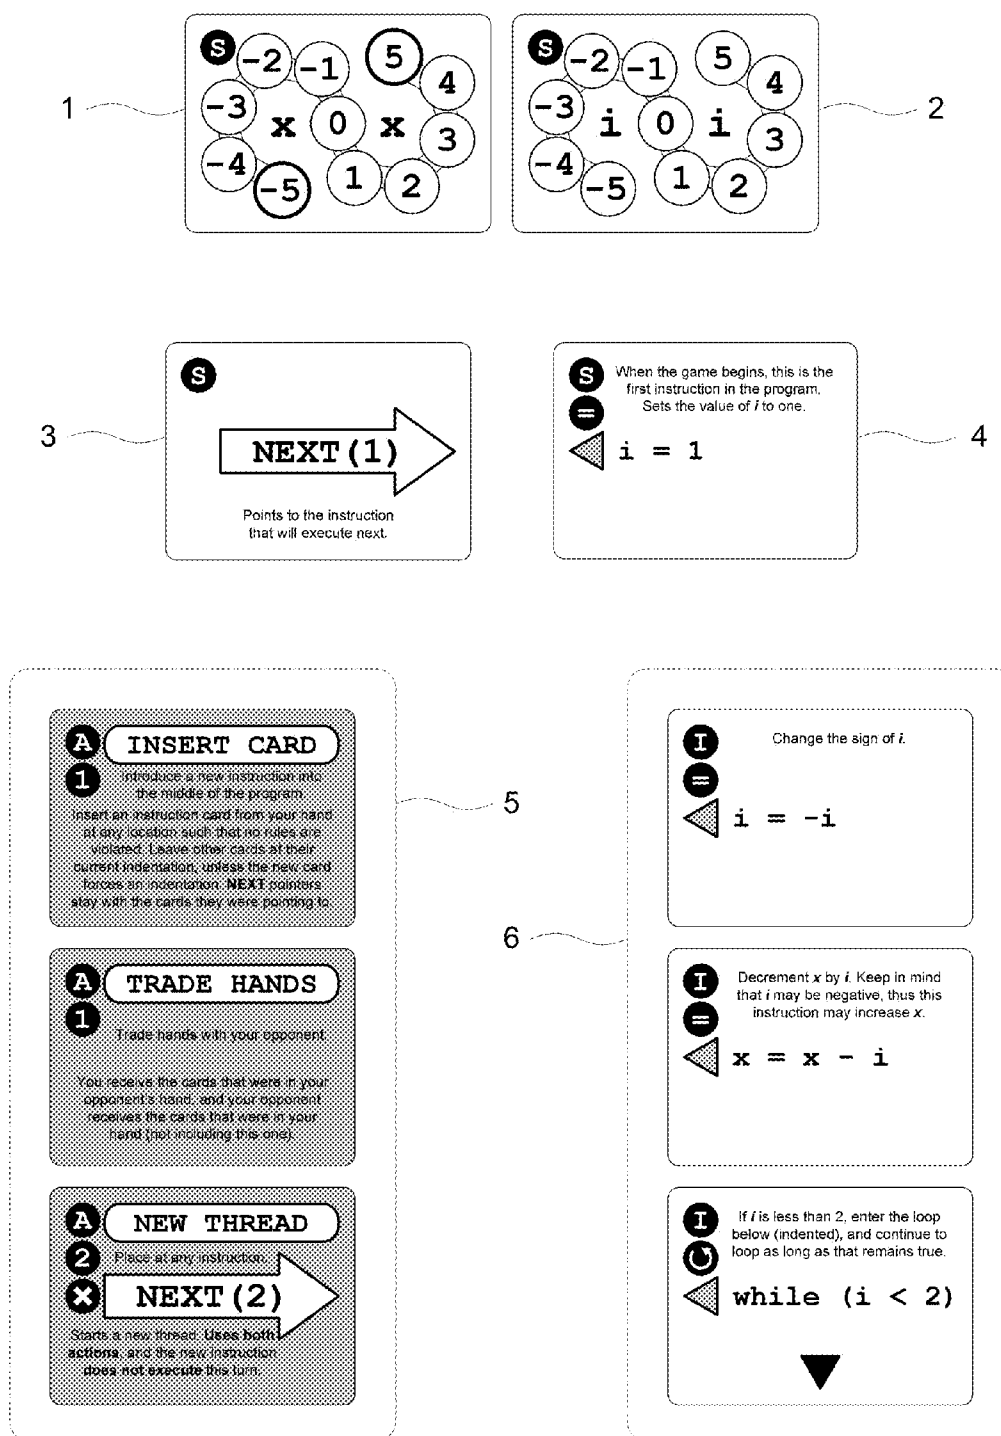 S
-2
-1
5
4
-3
x 0 x
3
-4
-5
1
2
1
S
-2
-1
5
4
-3
i 0 i
3
-4
-5
1
2
2
S
NEXT(1)
Points to the instruction
that will execute next.
3
S
=
When the game begins, this is the
first instruction in the program.
Sets the value of i to one.
i = 1
4
A
1
INSERT CARD
Introduce a new instruction into
the middle of the program.
Insert an instruction card from your hand
at any location such that no rules are
violated. Leave other cards at their
current indentation, unless the new card
forces an indentation. NEXT pointers
stay with the cards they were pointing to.
A
1
TRADE HANDS
Trade hands with your opponent.
You receive the cards that were in your
opponent's hand, and your opponent
receives the cards that were in your
hand (not including this one).
A
2
NEW THREAD
Place at any instruction.
NEXT(2)
Starts a new thread. Uses both
actions, and the new instruction
does not execute this turn.
5
6
I
=
Change the sign of i.
i = -i
I
=
Decrement x by i. Keep in mind
that i may be negative, thus this
instruction may increase x.
x = x - i
I
If i is less than 2, enter the loop
below (indented), and continue to
loop as long as that remains true.
while (i < 2)